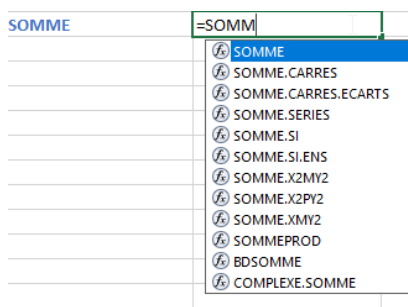 SOMME =SOMM
SOMME
SOMME.CARRES
SOMME.CARRES.ECARTS
SOMME.SERIES
SOMME.SI
SOMME.SI.ENS
SOMME.X2MY2
SOMME.X2PY2
SOMME.XMY2
SOMMEPROD
BDSOMME
COMPLEXE.SOMME